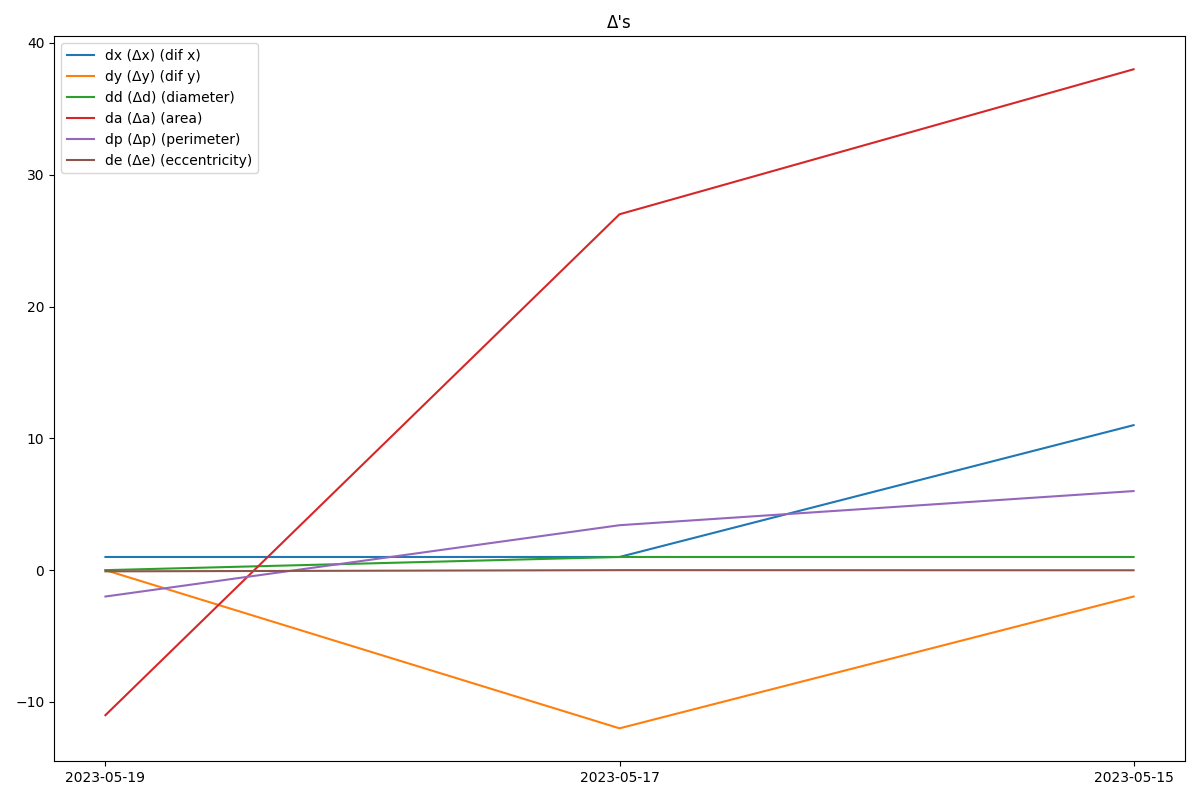 Δ's
dx (Δx) (dif x)
dy (Δy) (dif y)
dd (Δd) (diameter)
da (Δa) (area)
dp (Δp) (perimeter)
de (Δe) (eccentricity)
40
30
20
10
0
−10
2023-05-19 2023-05-17 2023-05-15